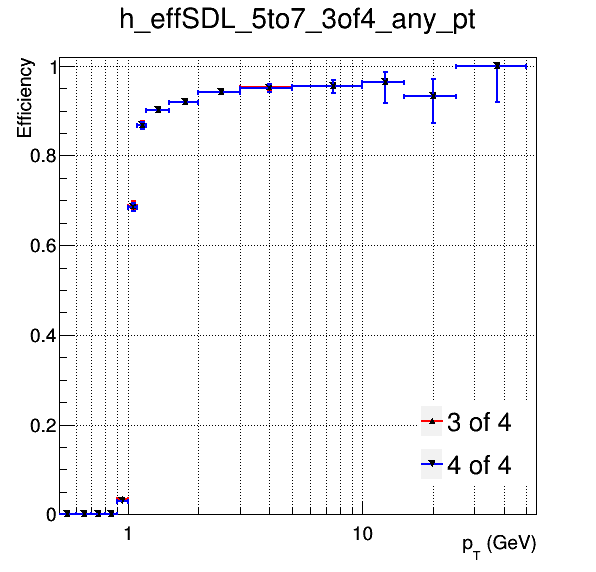 h_effSDL_5to7_3of4_any_pt
Efficiency
1
0.8
0.6
0.4
0.2
0
3 of 4
4 of 4
1
10
p_T (GeV)